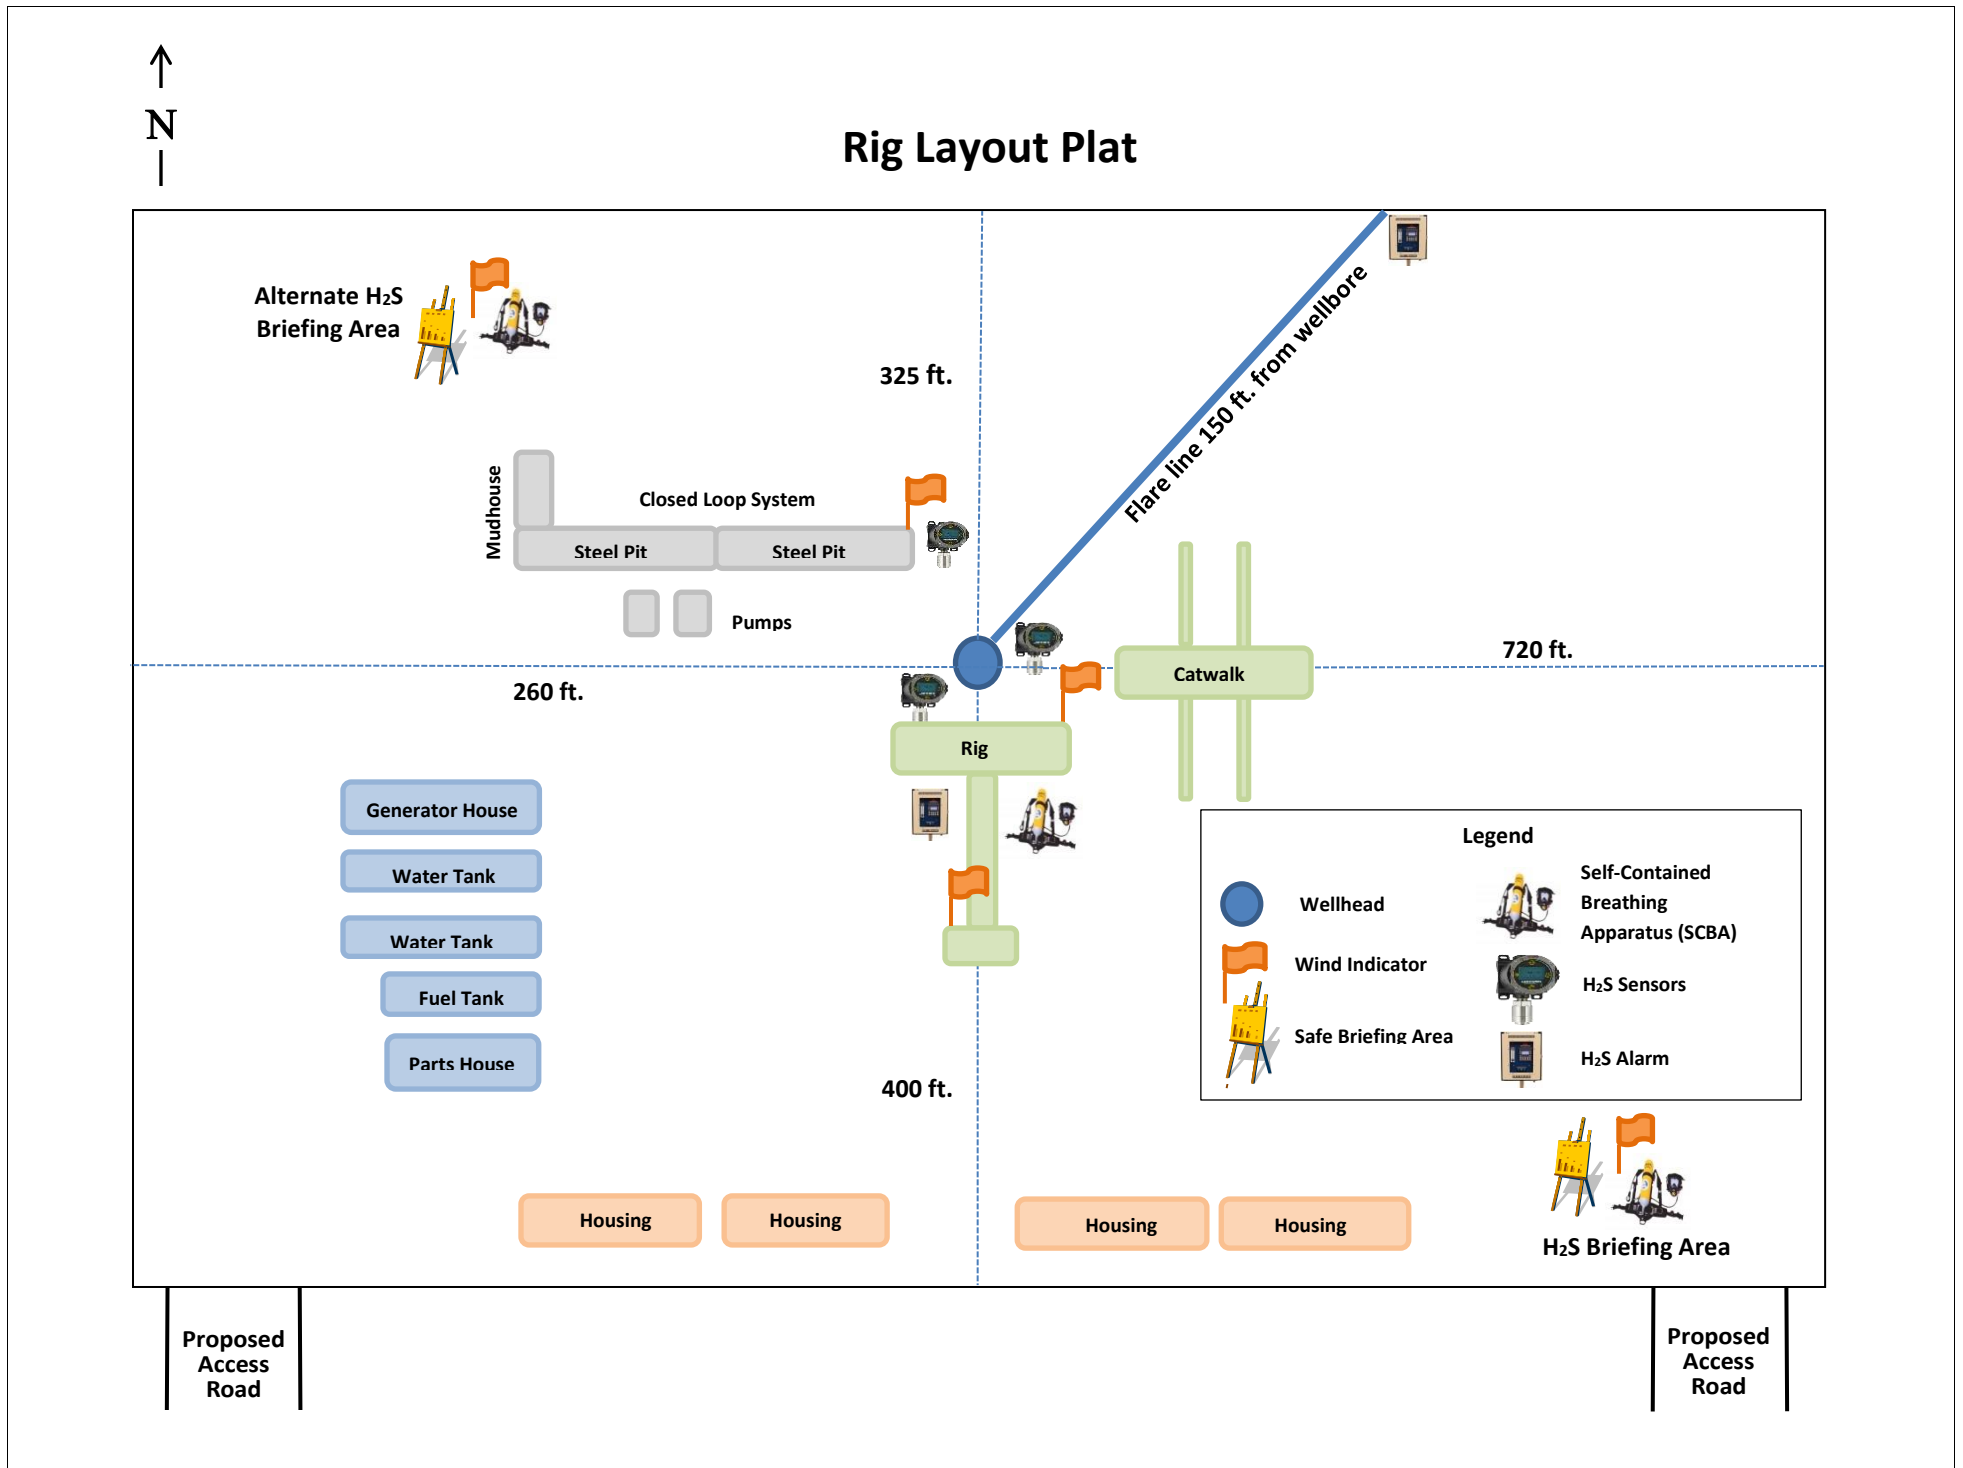 N
Rig Layout Plat
Alternate H₂S
Briefing Area
325 ft.
Flare line 150 ft. from wellbore
Mudhouse
Closed Loop System
Steel Pit
Steel Pit
Pumps
720 ft.
260 ft.
Catwalk
Rig
Generator House
Water Tank
Water Tank
Fuel Tank
Parts House
400 ft.
Legend
Wellhead
Wind Indicator
Safe Briefing Area
Self-Contained
Breathing
Apparatus (SCBA)
H₂S Sensors
H₂S Alarm
Housing
Housing
Housing
Housing
H₂S Briefing Area
Proposed
Access
Road
Proposed
Access
Road